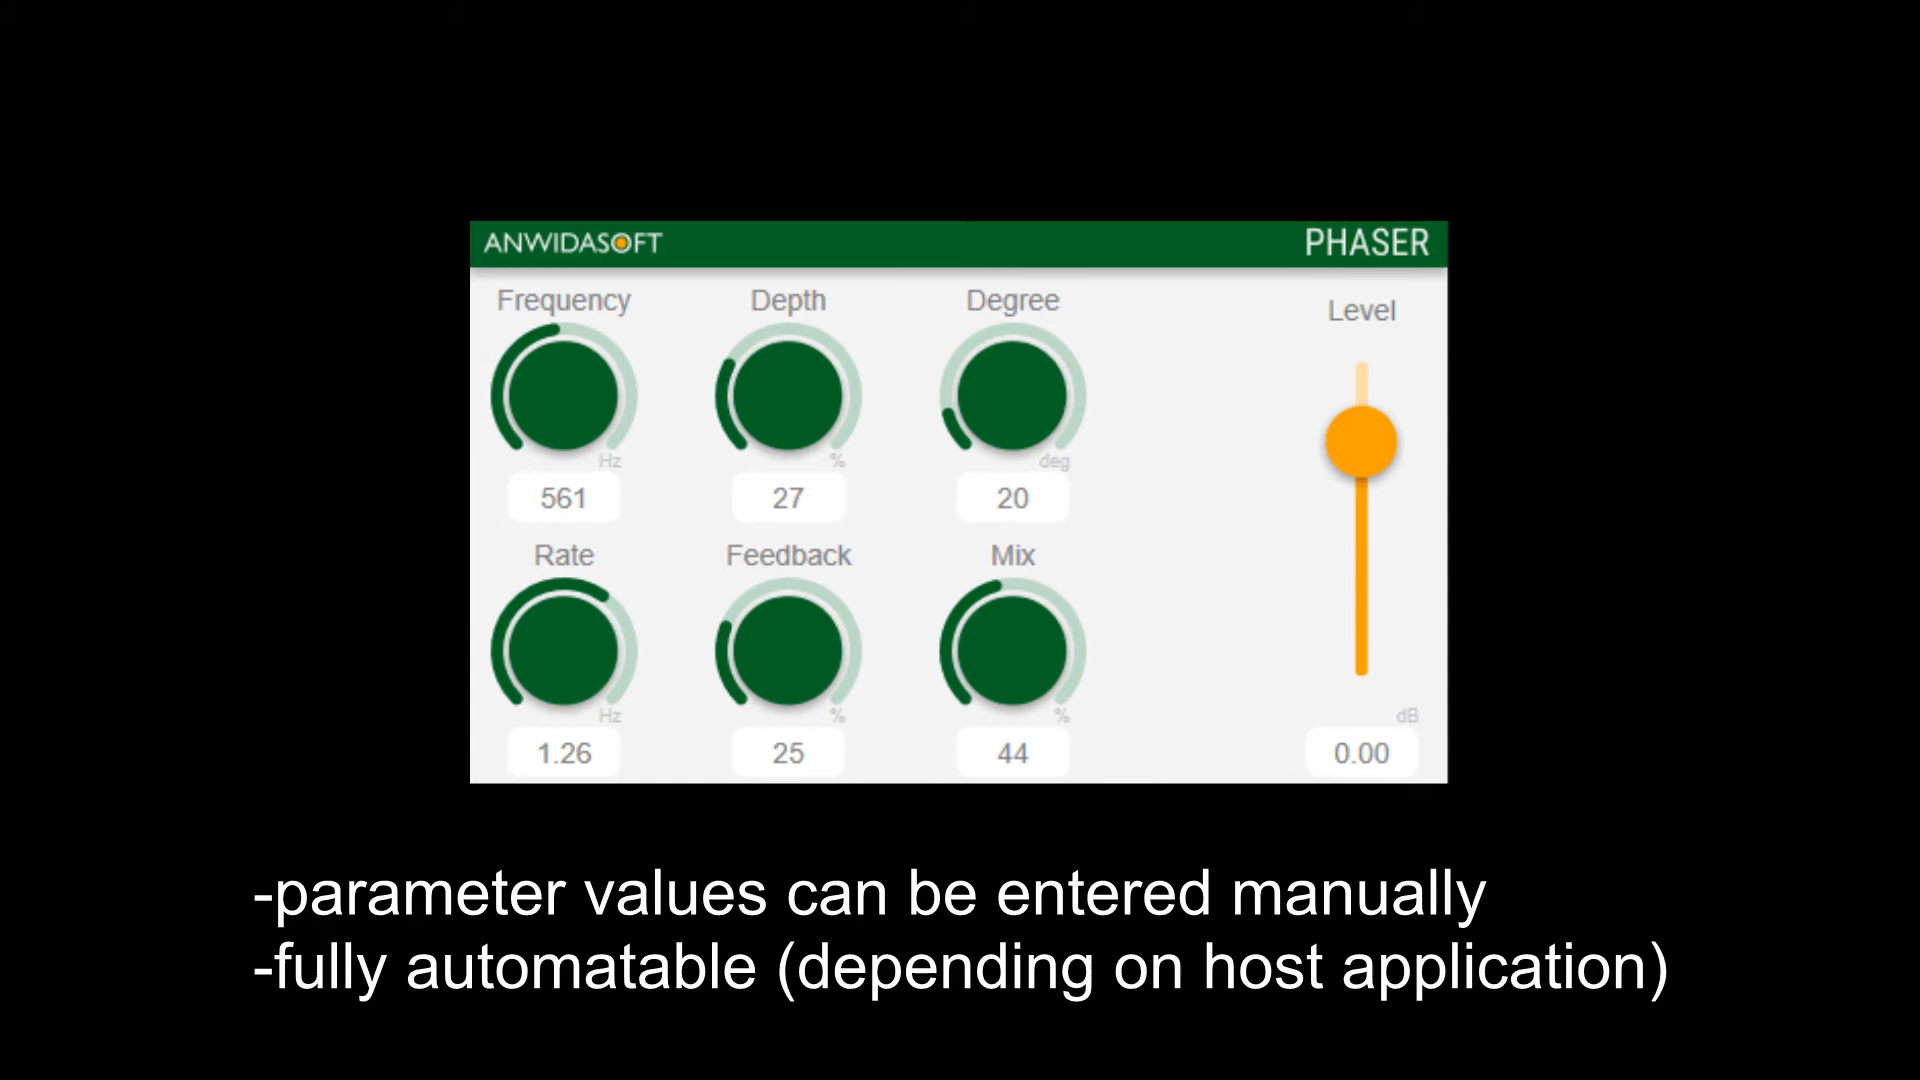 ANWIDASOFT
PHASER
Frequency
Depth
Degree
Level
Hz
%
deg
561
27
20
Rate
Feedback
Mix
Hz
%
%
dB
1.26
25
44
0.00
-parameter values can be entered manually
-fully automatable (depending on host application)